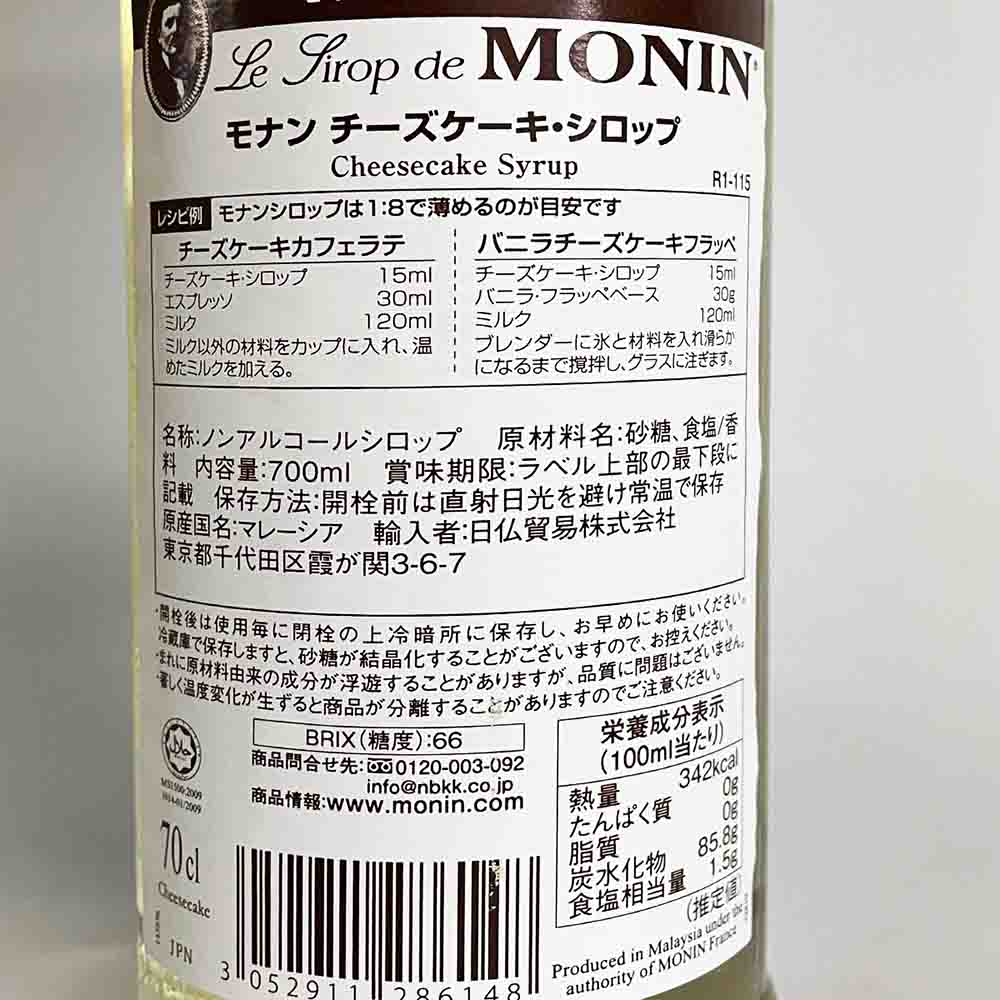 Le Sirop de MONIN
モナン チーズケーキ・シロップ
Cheesecake Syrup
R1-115
レシピ例 モナンシロップは1:8で薄めるのが目安です
チーズケーキカフェラテ
チーズケーキ・シロップ 15ml
エスプレッソ 30ml
ミルク 120ml
ミルク以外の材料をカップに入れ、温
めたミルクを加える。
バニラチーズケーキフラッペ
チーズケーキ・シロップ 15ml
バニラ・フラッペベース 30g
ミルク 120ml
ブレンダーに氷と材料を入れ滑らか
になるまで撹拌し、グラスに注ぎます。
名称:ノンアルコールシロップ 原材料名:砂糖、食塩/香
料 内容量:700ml 賞味期限:ラベル上部の最下段に
記載 保存方法:開栓前は直射日光を避け常温で保存
原産国名:マレーシア 輸入者:日仏貿易株式会社
東京都千代田区霞が関3-6-7
・開栓後は使用毎に閉栓の上冷暗所に保存し、お早めにお使いください。
冷蔵庫で保存しますと、砂糖が結晶化することがございますので、お控えください。
・まれに原材料由来の成分が浮遊することがありますが、品質に問題はございません。
・著しく温度変化が生ずると商品が分離することがありますのでご注意ください。
BRIX(糖度):66
商品問合せ先:0120-003-092
info@nbkk.co.jp
商品情報:www.monin.com
栄養成分表示
(100ml当たり)
熱量 342kcal
たんぱく質 0g
脂質 0g
炭水化物 85.8g
食塩相当量 1.5g
(推定値)
MS1500:2009
70cl
Cheesecake
JPN
3 052911 286148
Produced in Malaysia under the
authority of MONIN France